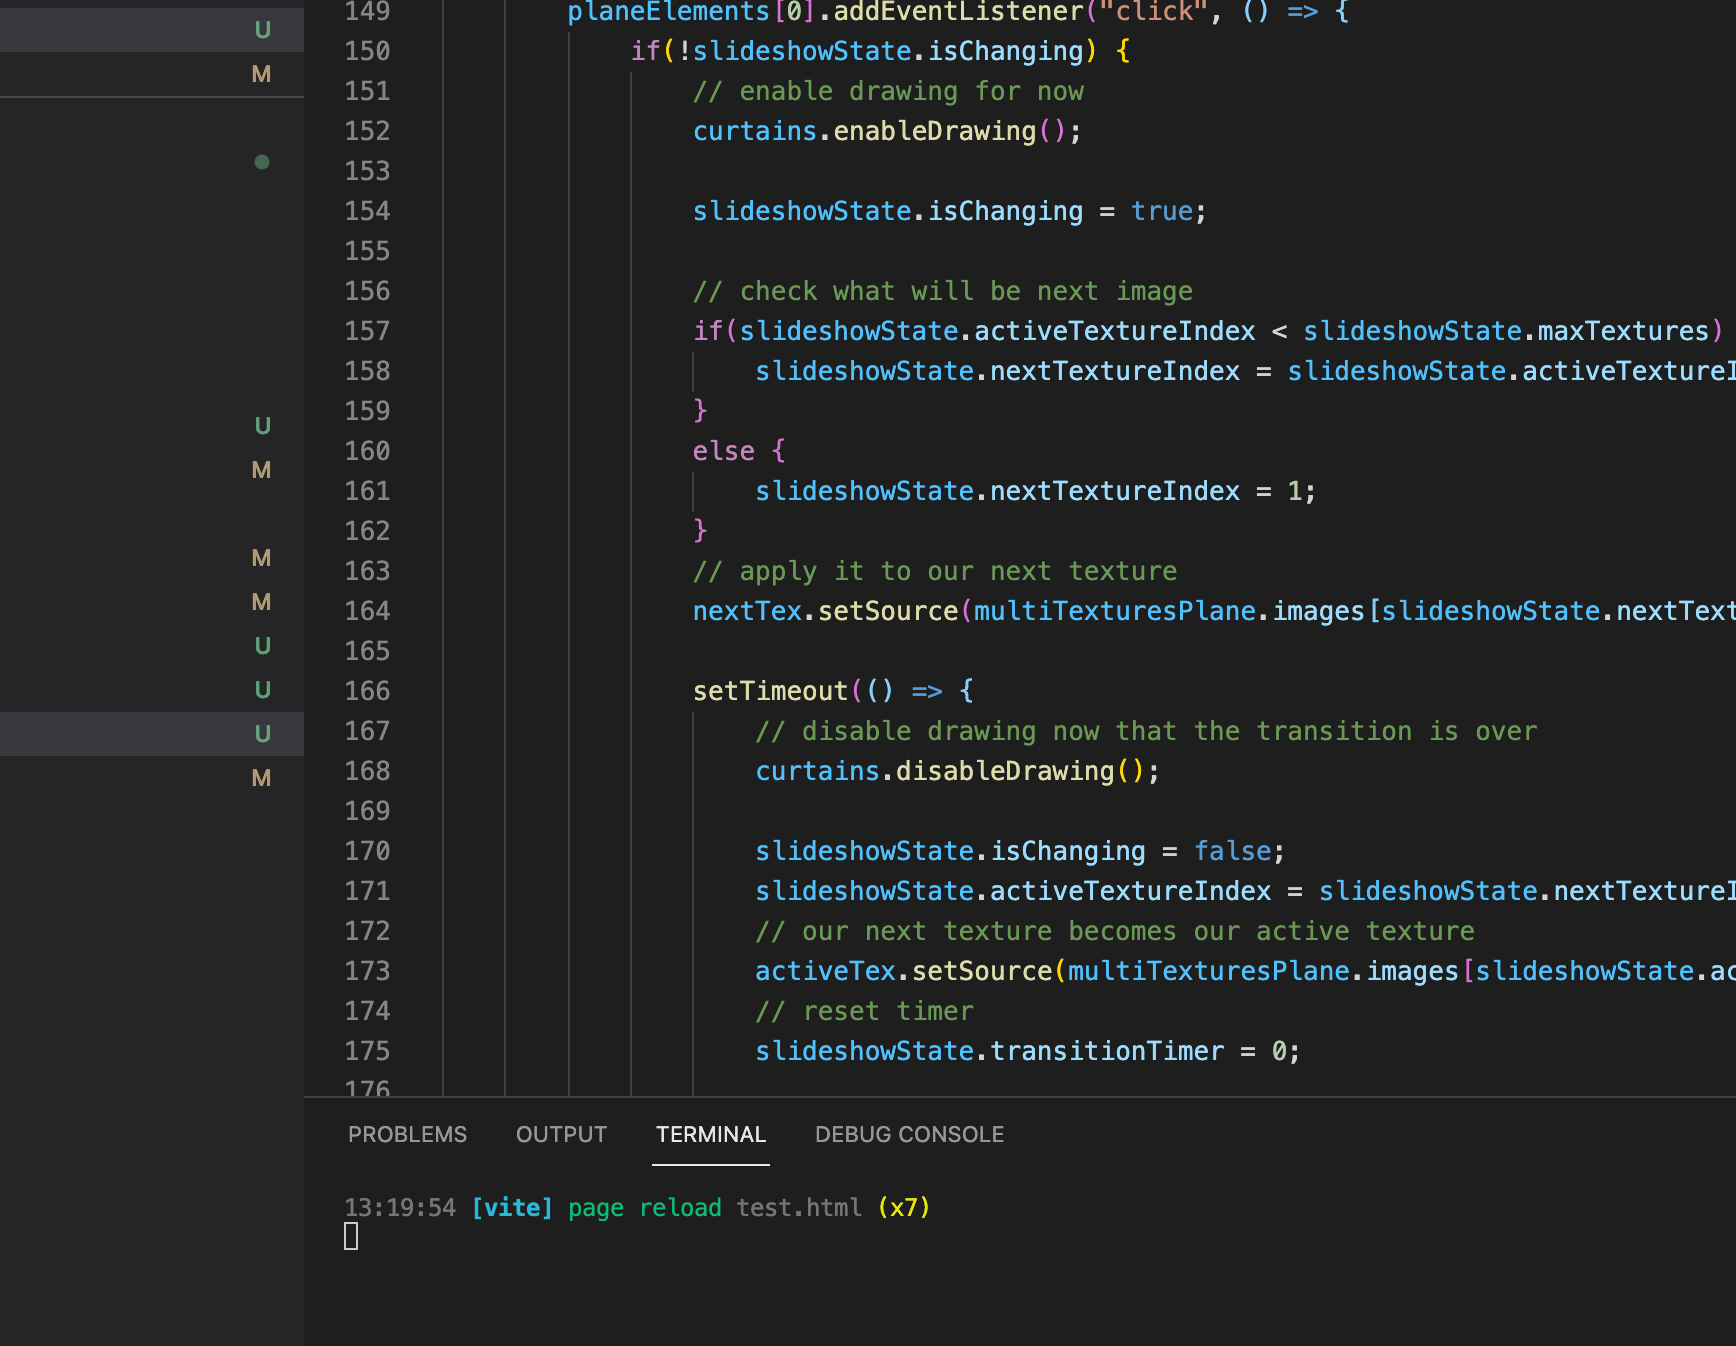 U
M
U
M
M
M
U
U
U
M
149 planeElements[0].addEventListener("click", () => {
150 if(!slideshowState.isChanging) {
151 // enable drawing for now
152 curtains.enableDrawing();
153
154 slideshowState.isChanging = true;
155
156 // check what will be next image
157 if(slideshowState.activeTextureIndex < slideshowState.maxTextures)
158 slideshowState.nextTextureIndex = slideshowState.activeTextureI
159 }
160 else {
161 slideshowState.nextTextureIndex = 1;
162 }
163 // apply it to our next texture
164 nextTex.setSource(multiTexturesPlane.images[slideshowState.nextText
165
166 setTimeout(() => {
167 // disable drawing now that the transition is over
168 curtains.disableDrawing();
169
170 slideshowState.isChanging = false;
171 slideshowState.activeTextureIndex = slideshowState.nextTextureI
172 // our next texture becomes our active texture
173 activeTex.setSource(multiTexturesPlane.images[slideshowState.ac
174 // reset timer
175 slideshowState.transitionTimer = 0;
176
PROBLEMS OUTPUT TERMINAL DEBUG CONSOLE
13:19:54 [vite] page reload test.html (x7)